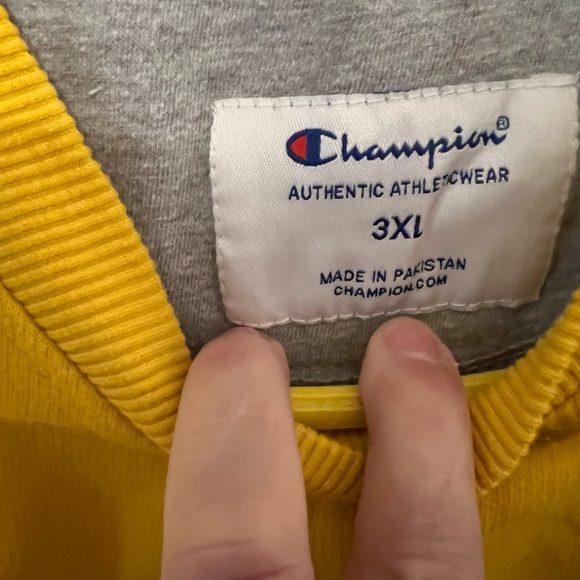 Champion®
AUTHENTIC ATHLETICWEAR
3XL
MADE IN PAKISTAN
CHAMPION.COM